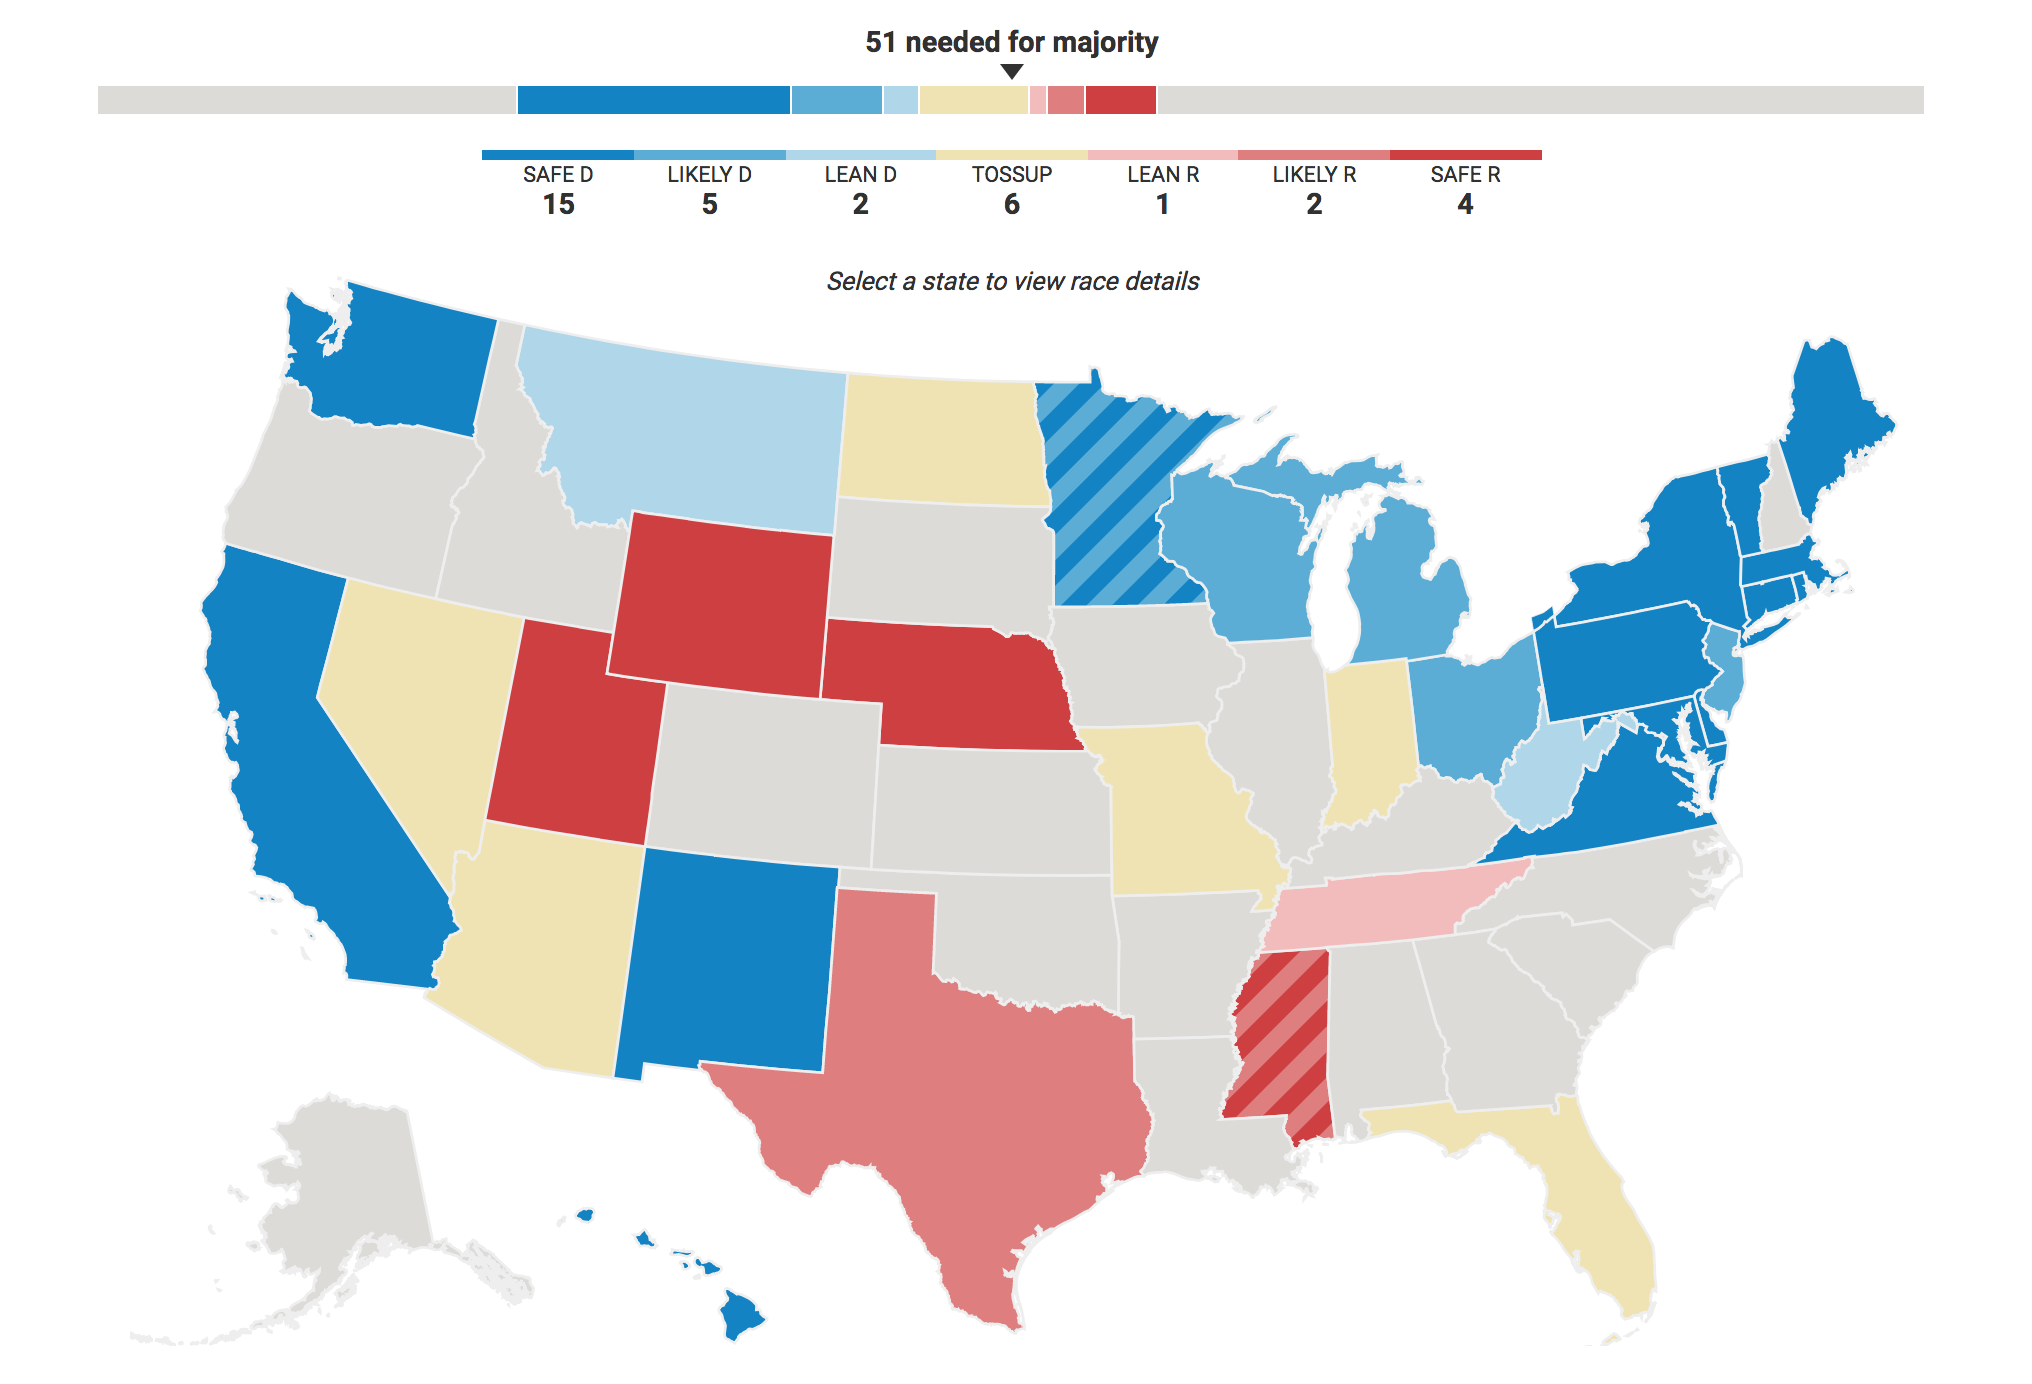 51 needed for majority
SAFE D LIKELY D LEAN D TOSSUP LEAN R LIKELY R SAFE R
15 5 2 6 1 2 4
Select a state to view race details